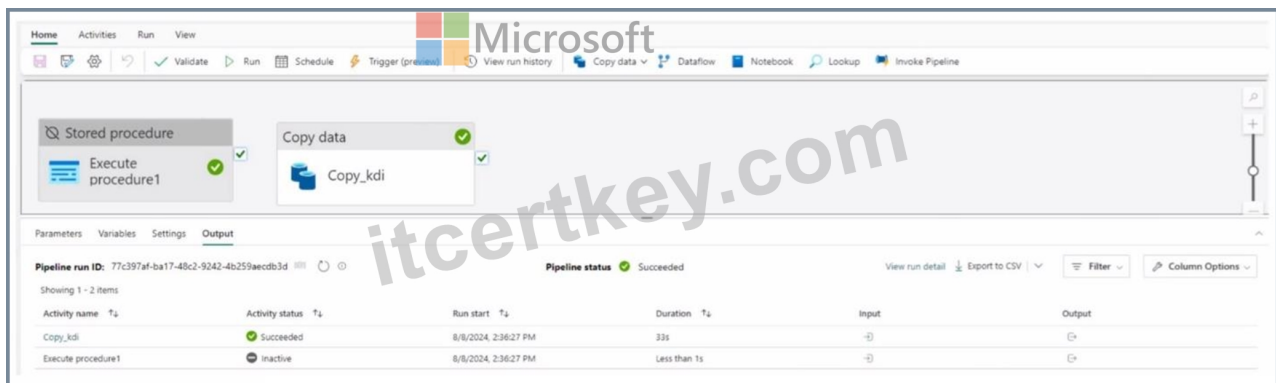 Microsoft
Home Activities Run View
Validate Run Schedule Trigger (preview) View run history Copy data Dataflow Notebook Lookup Invoke Pipeline
Stored procedure
Execute procedure1
Copy data
Copy_kdi
itcertkey.com
Parameters Variables Settings Output
Pipeline run ID: 77c397af-ba17-48c2-9242-4b259aecdb3d
Pipeline status Succeeded
View run detail Export to CSV Filter Column Options
Showing 1 - 2 items
Activity name Activity status Run start Duration Input Output
Copy_kdi Succeeded 8/8/2024, 2:36:27 PM 33s
Execute procedure1 Inactive 8/8/2024, 2:36:27 PM Less than 1s